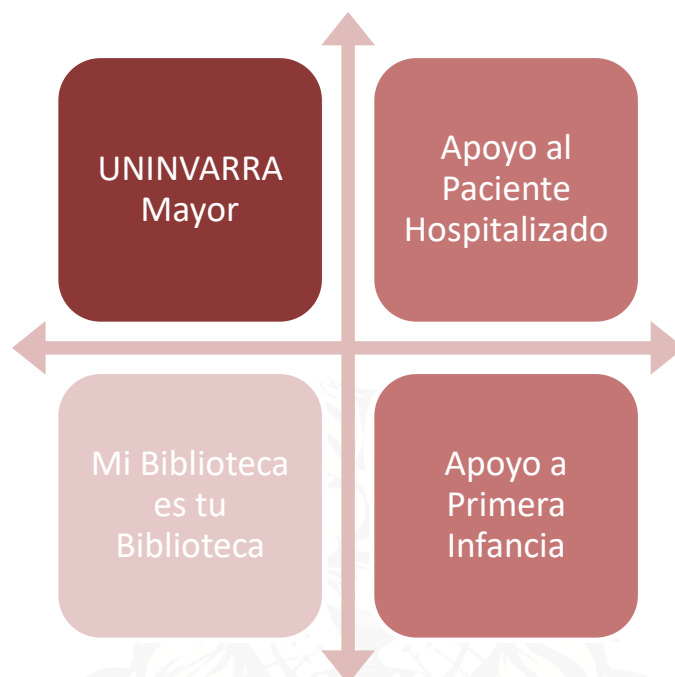 UNINVARRA
Mayor
Apoyo al
Paciente
Hospitalizado
Mi Biblioteca
es tu
Biblioteca
Apoyo a
Primera
Infancia